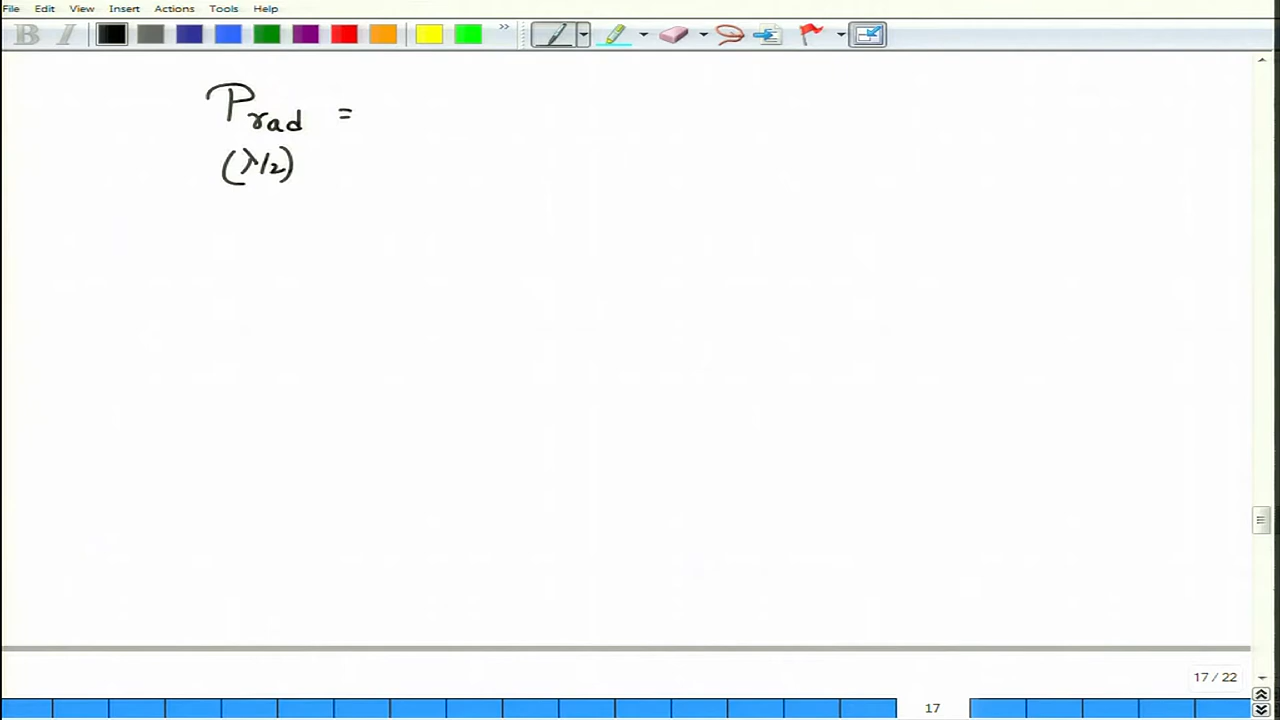 File Edit View Insert Actions Tools Help
B I »
P_rad =
(λ/2)
17 / 22
17